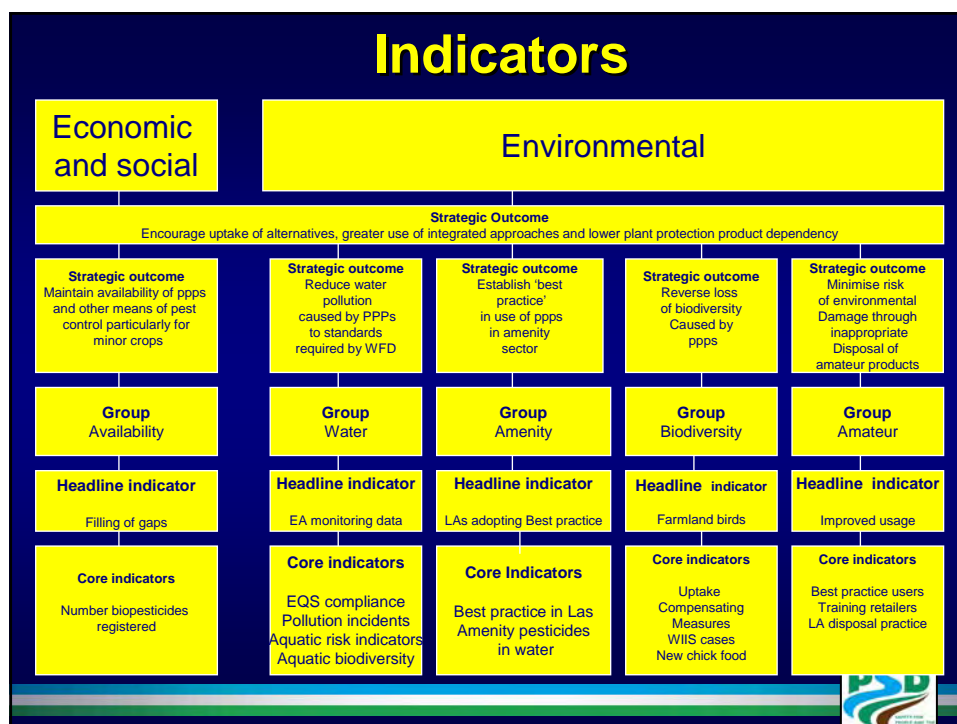 Indicators
Economic
and social
Environmental
Strategic Outcome
Encourage uptake of alternatives, greater use of integrated approaches and lower plant protection product dependency
Strategic outcome
Maintain availability of ppps
and other means of pest
control particularly for
minor crops
Strategic outcome
Reduce water
pollution
caused by PPPs
to standards
required by WFD
Strategic outcome
Establish ‘best
practice’
in use of ppps
in amenity
sector
Strategic outcome
Reverse loss
of biodiversity
Caused by
ppps
Strategic outcome
Minimise risk
of environmental
Damage through
inappropriate
Disposal of
amateur products
Group
Availability
Group
Water
Group
Amenity
Group
Biodiversity
Group
Amateur
Headline indicator
Filling of gaps
Headline indicator
EA monitoring data
Headline indicator
LAs adopting Best practice
Headline indicator
Farmland birds
Headline indicator
Improved usage
Core indicators
Number biopesticides
registered
Core indicators
EQS compliance
Pollution incidents
Aquatic risk indicators
Aquatic biodiversity
Core Indicators
Best practice in Las
Amenity pesticides
in water
Core indicators
Uptake
Compensating
Measures
WIIS cases
New chick food
Core indicators
Best practice users
Training retailers
LA disposal practice
PSD